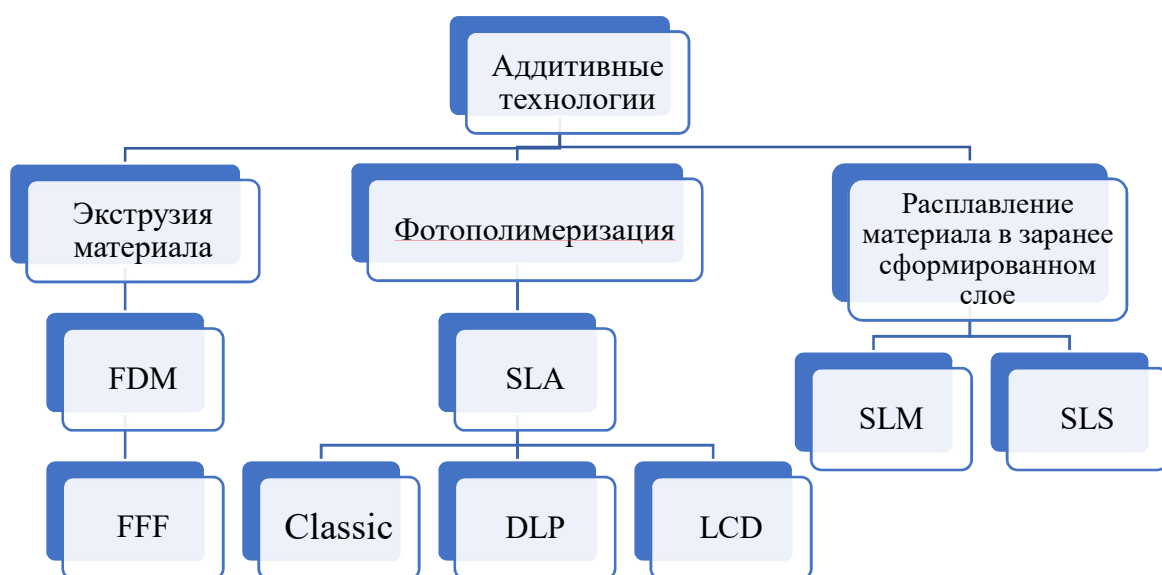 Аддитивные
технологии
Экструзия
материала
Фотополимеризация
Расплавление
материала в заранее
сформированном
слое
FDM
SLA
SLM
SLS
FFF
Classic
DLP
LCD